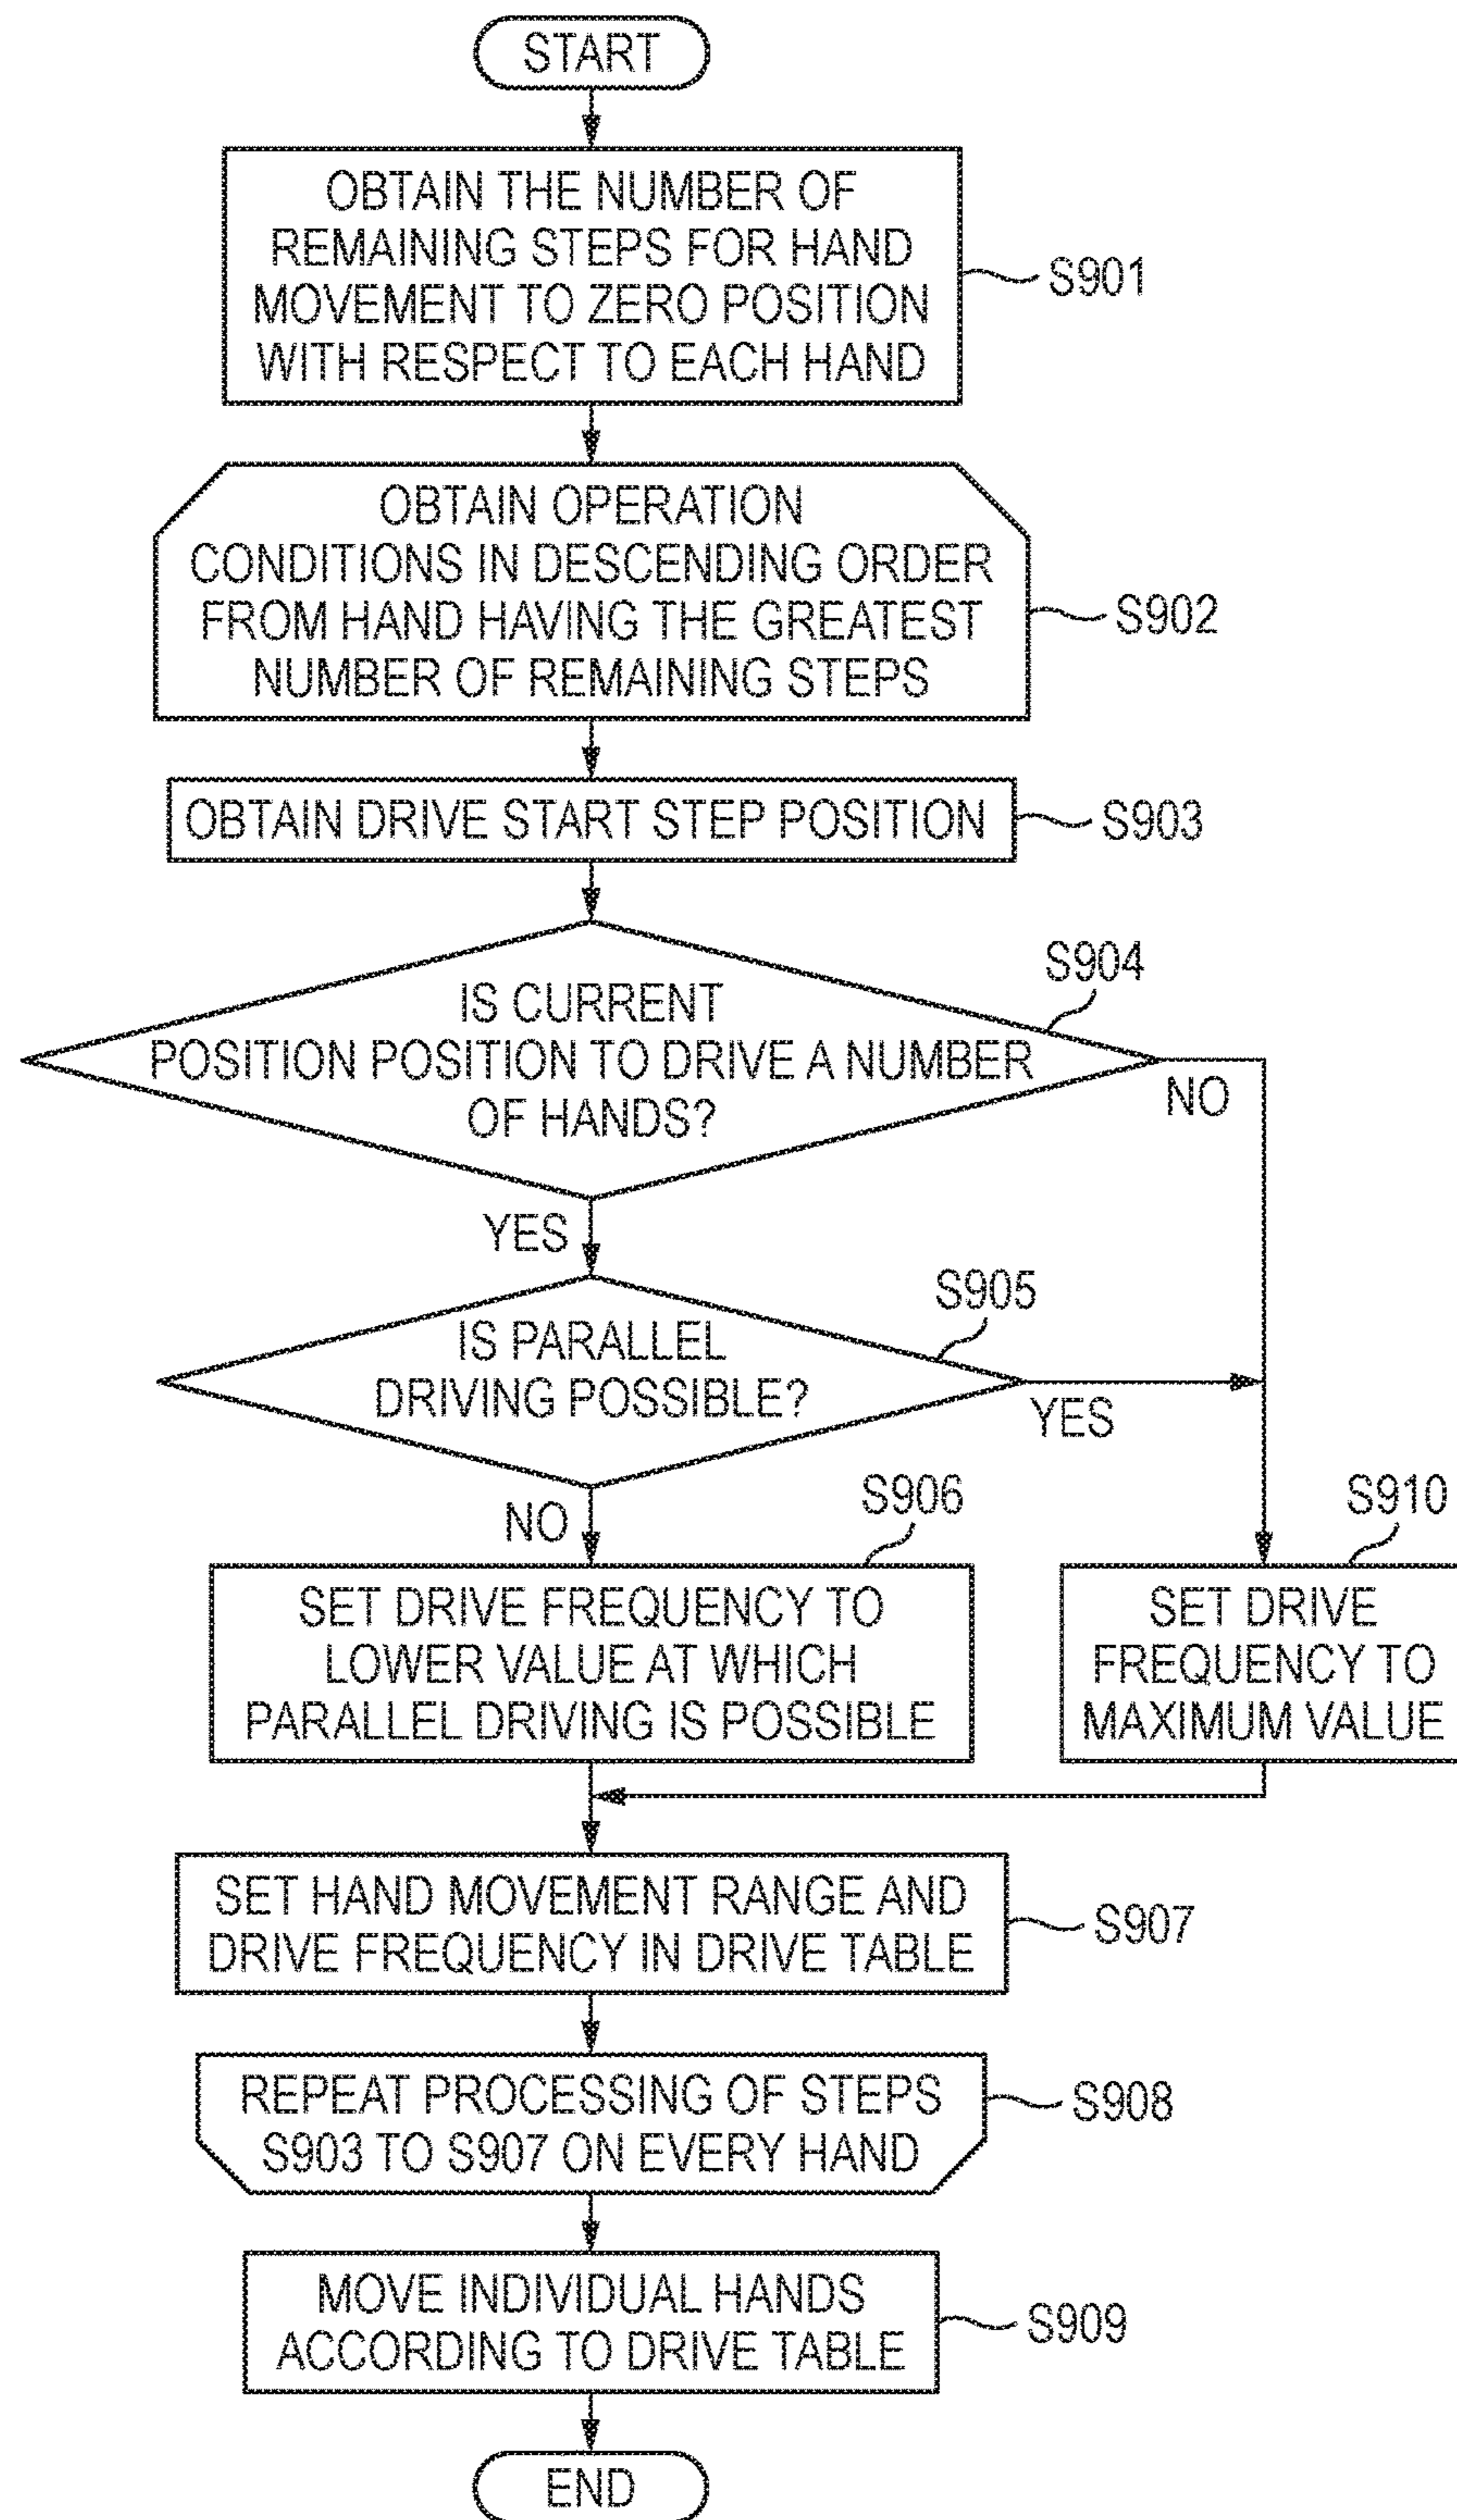 START
OBTAIN THE NUMBER OF
REMAINING STEPS FOR HAND
MOVEMENT TO ZERO POSITION
WITH RESPECT TO EACH HAND
S901
OBTAIN OPERATION
CONDITIONS IN DESCENDING ORDER
FROM HAND HAVING THE GREATEST
NUMBER OF REMAINING STEPS
S902
OBTAIN DRIVE START STEP POSITION
S903
S904
IS CURRENT
POSITION POSITION TO DRIVE A NUMBER
OF HANDS?
NO
YES
S905
IS PARALLEL
DRIVING POSSIBLE?
YES
NO
S906
SET DRIVE FREQUENCY TO
LOWER VALUE AT WHICH
PARALLEL DRIVING IS POSSIBLE
S910
SET DRIVE
FREQUENCY TO
MAXIMUM VALUE
SET HAND MOVEMENT RANGE AND
DRIVE FREQUENCY IN DRIVE TABLE
S907
REPEAT PROCESSING OF STEPS
S903 TO S907 ON EVERY HAND
S908
MOVE INDIVIDUAL HANDS
ACCORDING TO DRIVE TABLE
S909
END